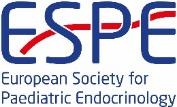 ESPE
European Society for
Paediatric Endocrinology